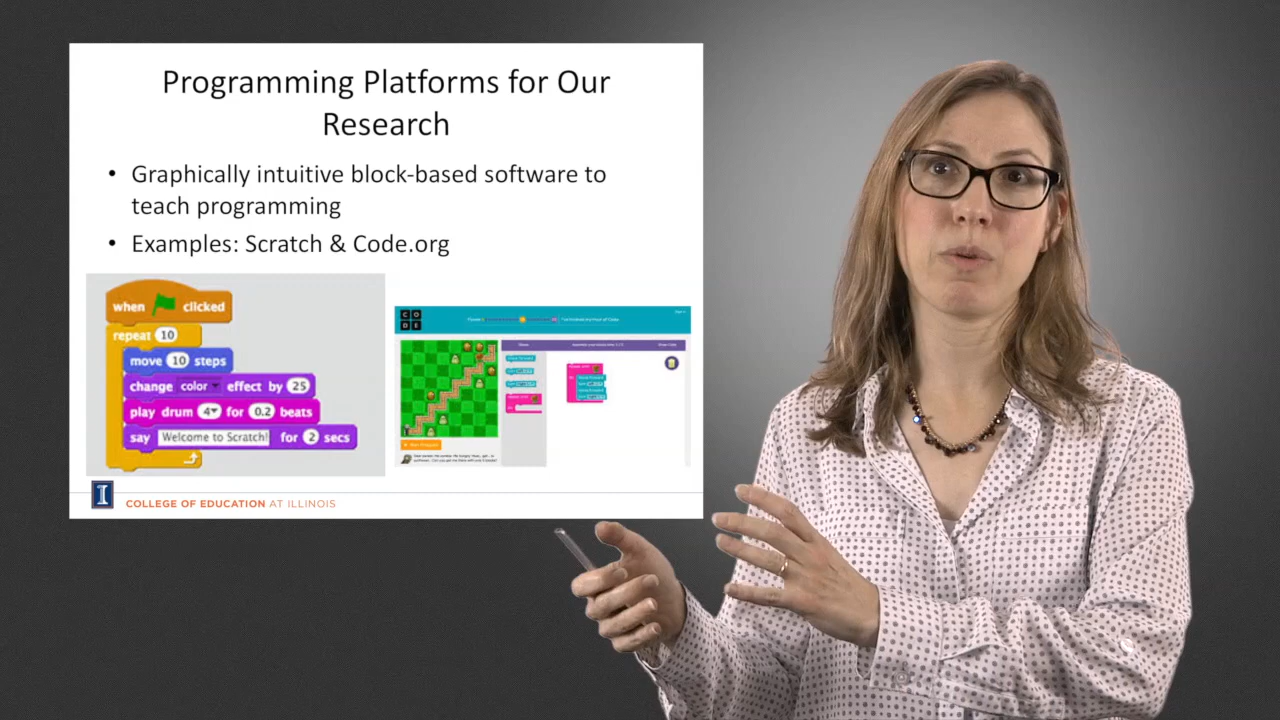 Programming Platforms for Our
Research
• Graphically intuitive block-based software to
teach programming
• Examples: Scratch & Code.org
when clicked
repeat 10
move 10 steps
change color effect by 25
play drum 4 for 0.2 beats
say Welcome to Scratch! for 2 secs
C O
D E
I COLLEGE OF EDUCATION AT ILLINOIS